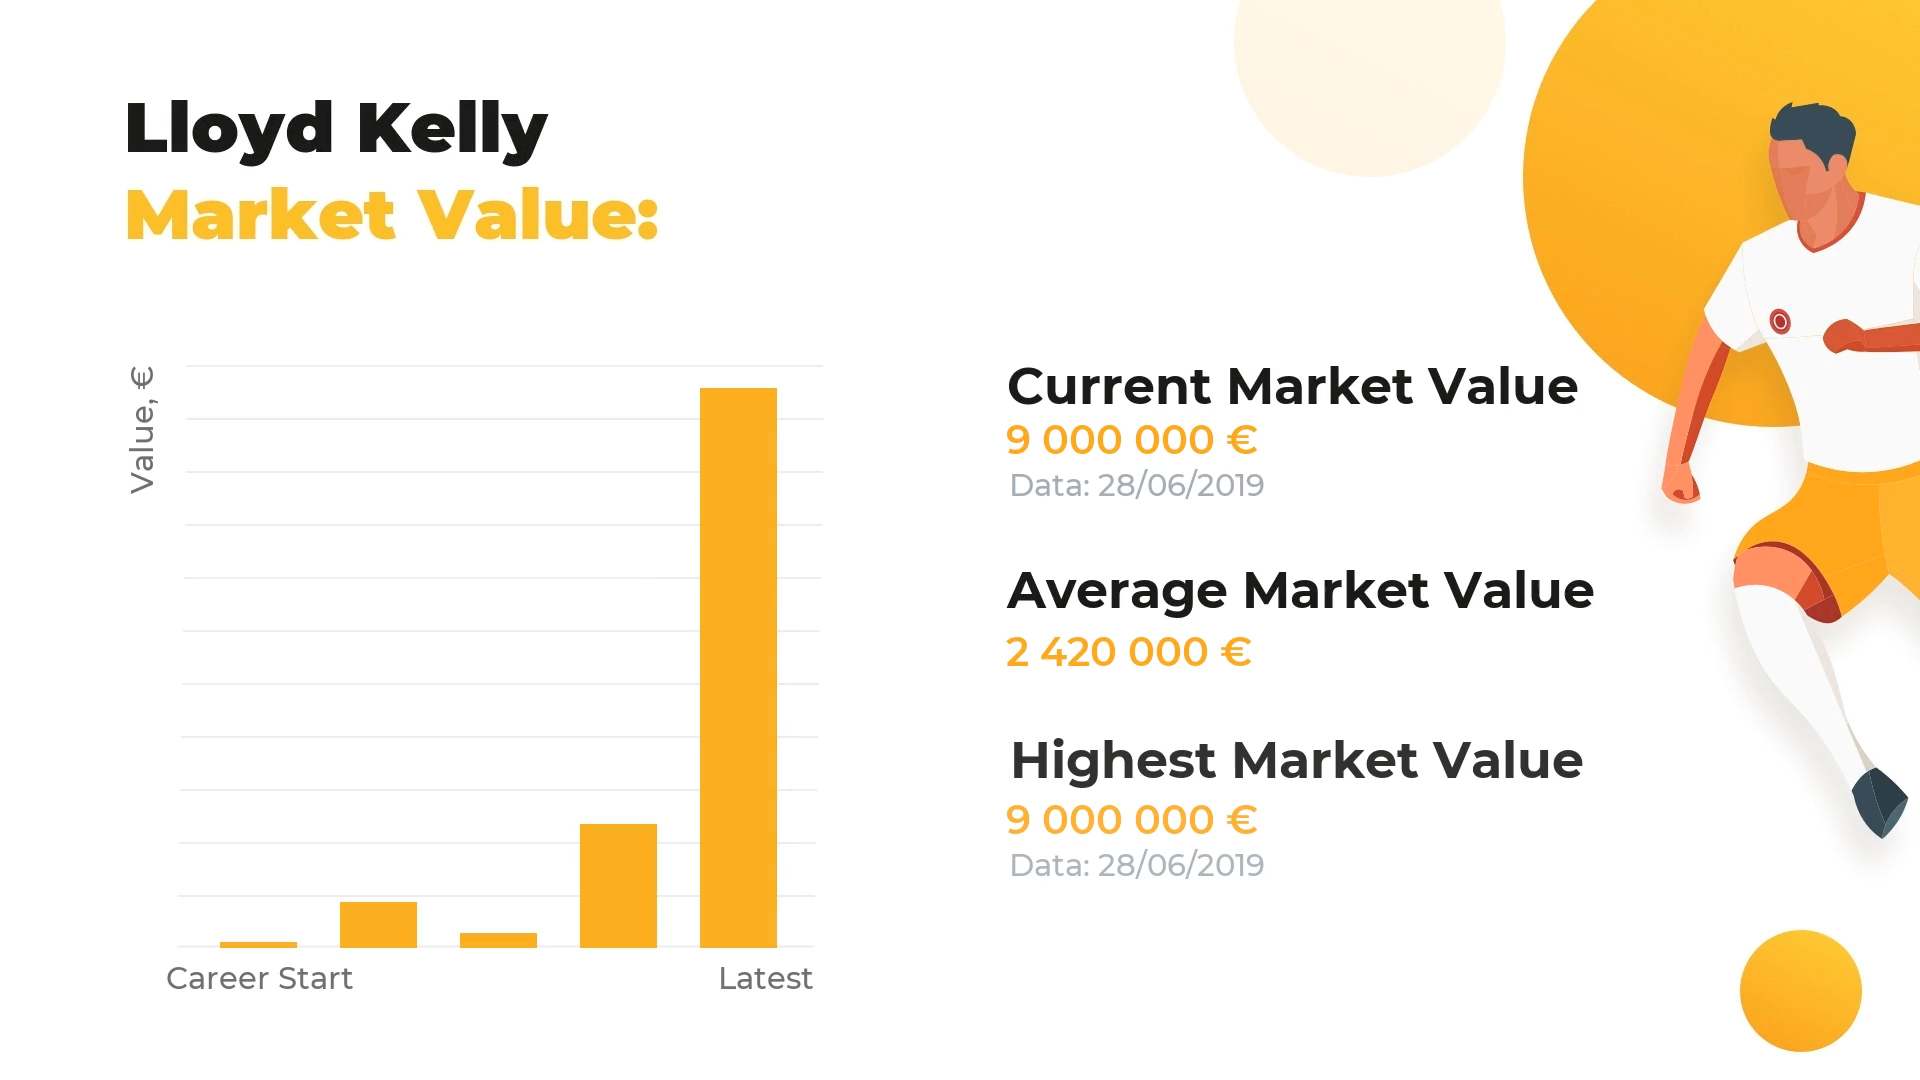 Lloyd Kelly
Market Value:
Value, €
Career Start
Latest
Current Market Value
9 000 000 €
Data: 28/06/2019
Average Market Value
2 420 000 €
Highest Market Value
9 000 000 €
Data: 28/06/2019